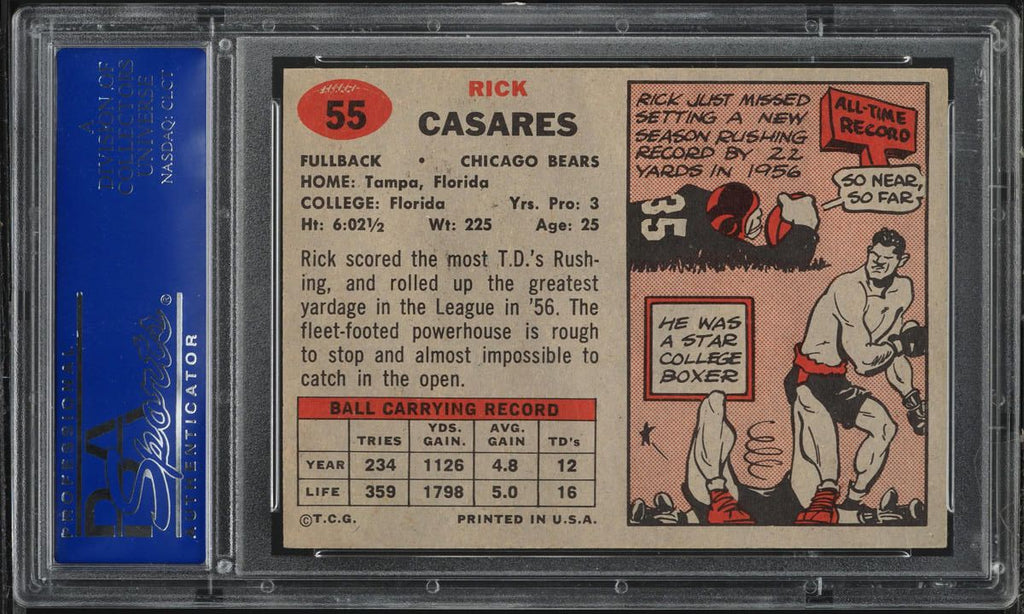 A
DIVISION OF
COLLECTORS
UNIVERSE
NASDAQ: CLCT
PROFESSIONAL
PSA
Sports®
AUTHENTICATOR
55
RICK
CASARES
FULLBACK • CHICAGO BEARS
HOME: Tampa, Florida
COLLEGE: Florida Yrs. Pro: 3
Ht: 6:02½ Wt: 225 Age: 25
Rick scored the most T.D.'s Rush-
ing, and rolled up the greatest
yardage in the League in '56. The
fleet-footed powerhouse is rough
to stop and almost impossible to
catch in the open.
BALL CARRYING RECORD
TRIES YDS. GAIN. AVG. GAIN TD's
YEAR 234 1126 4.8 12
LIFE 359 1798 5.0 16
©T.C.G. PRINTED IN U.S.A.
RICK JUST MISSED
SETTING A NEW
SEASON RUSHING
RECORD BY 22
YARDS IN 1956
ALL-TIME
RECORD
SO NEAR,
SO FAR
35
HE WAS
A STAR
COLLEGE
BOXER